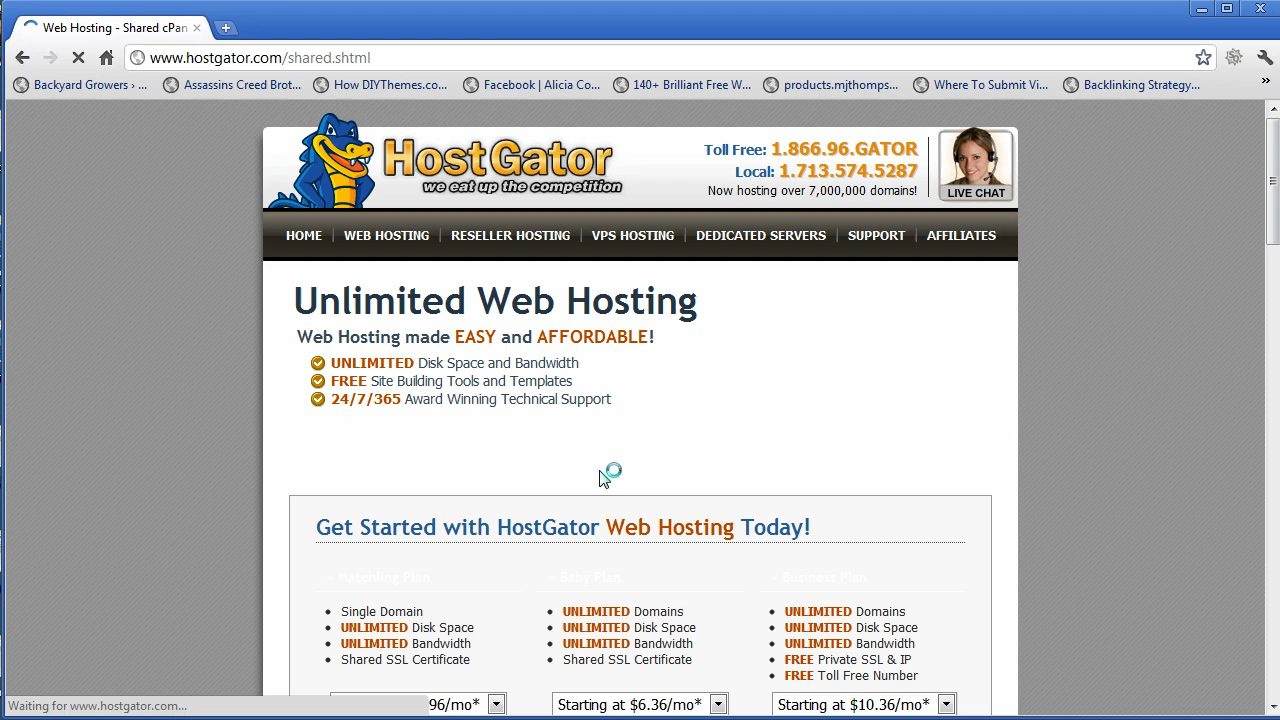 Web Hosting - Shared cPan
www.hostgator.com/shared.shtml
Backyard Growers › ...
Assassins Creed Brot...
How DIYThemes.co...
Facebook | Alicia Co...
140+ Brilliant Free W...
products.mjthomps...
Where To Submit Vi...
Backlinking Strategy...
HostGator
we eat up the competition
Toll Free: 1.866.96.GATOR
Local: 1.713.574.5287
Now hosting over 7,000,000 domains!
LIVE CHAT
HOME
WEB HOSTING
RESELLER HOSTING
VPS HOSTING
DEDICATED SERVERS
SUPPORT
AFFILIATES
Unlimited Web Hosting
Web Hosting made EASY and AFFORDABLE!
UNLIMITED Disk Space and Bandwidth
FREE Site Building Tools and Templates
24/7/365 Award Winning Technical Support
Get Started with HostGator Web Hosting Today!
Hatchling Plan
Single Domain
UNLIMITED Disk Space
UNLIMITED Bandwidth
Shared SSL Certificate
96/mo*
Baby Plan
UNLIMITED Domains
UNLIMITED Disk Space
UNLIMITED Bandwidth
Shared SSL Certificate
Starting at $6.36/mo*
Business Plan
UNLIMITED Domains
UNLIMITED Disk Space
UNLIMITED Bandwidth
FREE Private SSL & IP
FREE Toll Free Number
Starting at $10.36/mo*
Waiting for www.hostgator.com...